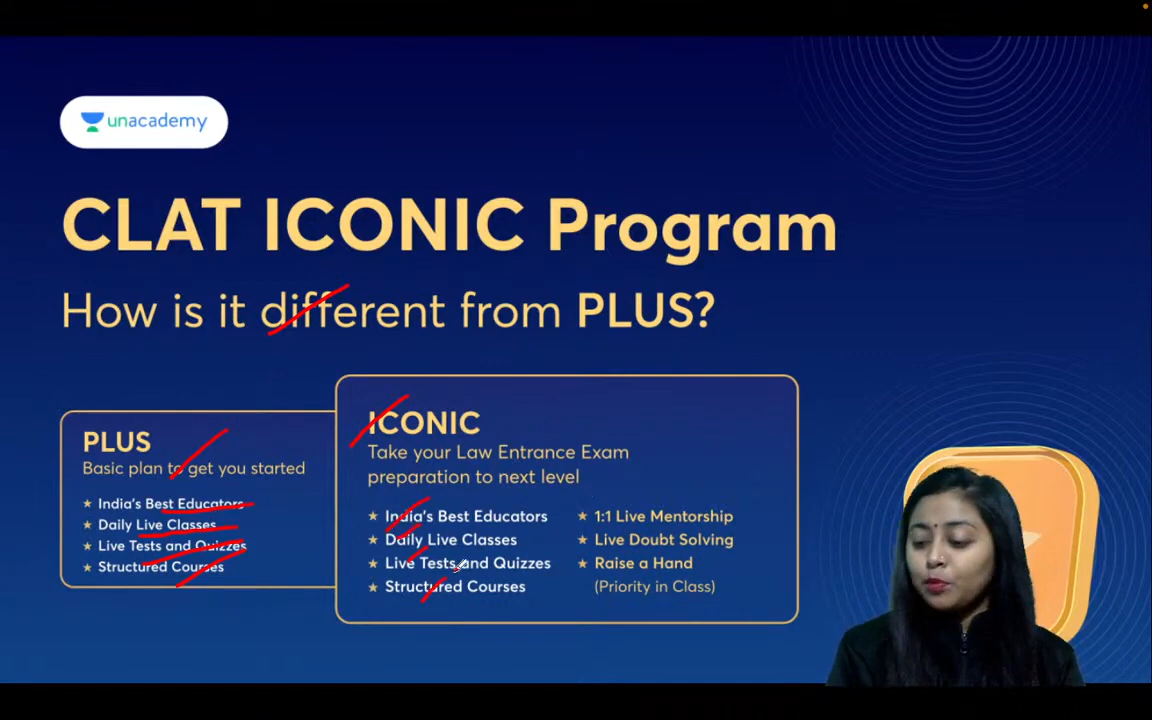 unacademy
CLAT ICONIC Program
How is it different from PLUS?
PLUS
Basic plan to get you started
★ India's Best Educators
★ Daily Live Classes
★ Live Tests and Quizzes
★ Structured Courses
ICONIC
Take your Law Entrance Exam
preparation to next level
★ India's Best Educators
★ Daily Live Classes
★ Live Tests and Quizzes
★ Structured Courses
★ 1:1 Live Mentorship
★ Live Doubt Solving
★ Raise a Hand
(Priority in Class)